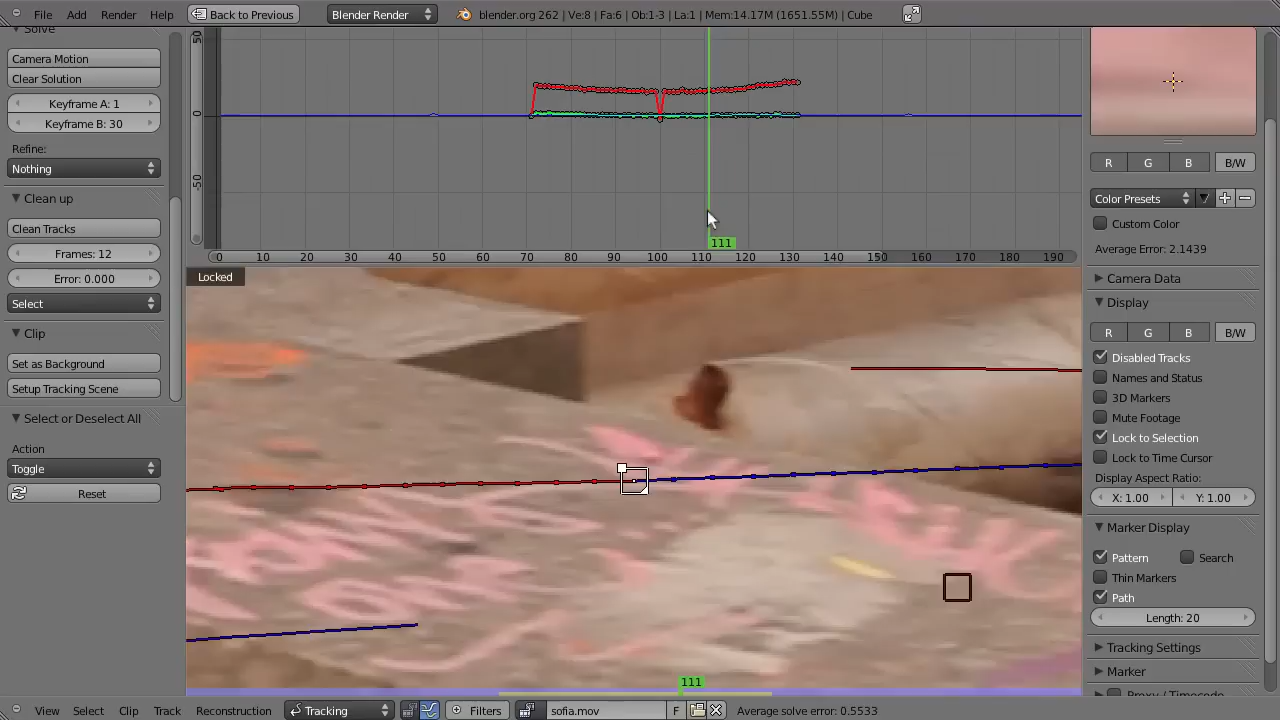 File Add Render Help Back to Previous Blender Render blender.org 262 | Ve:8 | Fa:6 | Ob:1-3 | La:1 | Mem:14.17M (1651.55M) | Cube
Solve
Camera Motion
Clear Solution
Keyframe A: 1
Keyframe B: 30
Refine:
Nothing
Clean up
Clean Tracks
Frames: 12
Error: 0.000
Select
Clip
Set as Background
Setup Tracking Scene
Select or Deselect All
Action
Toggle
Reset
50
0
-50
111
0 10 20 30 40 50 60 70 80 90 100 110 120 130 140 150 160 170 180 190
Locked
111
R G B B/W
Color Presets
Custom Color
Average Error: 2.1439
Camera Data
Display
R G B B/W
Disabled Tracks
Names and Status
3D Markers
Mute Footage
Lock to Selection
Lock to Time Cursor
Display Aspect Ratio:
X: 1.00 Y: 1.00
Marker Display
Pattern Search
Thin Markers
Path
Length: 20
Tracking Settings
Marker
Proxy / Timecode
View Select Clip Track Reconstruction Tracking Filters sofia.mov F Average solve error: 0.5533